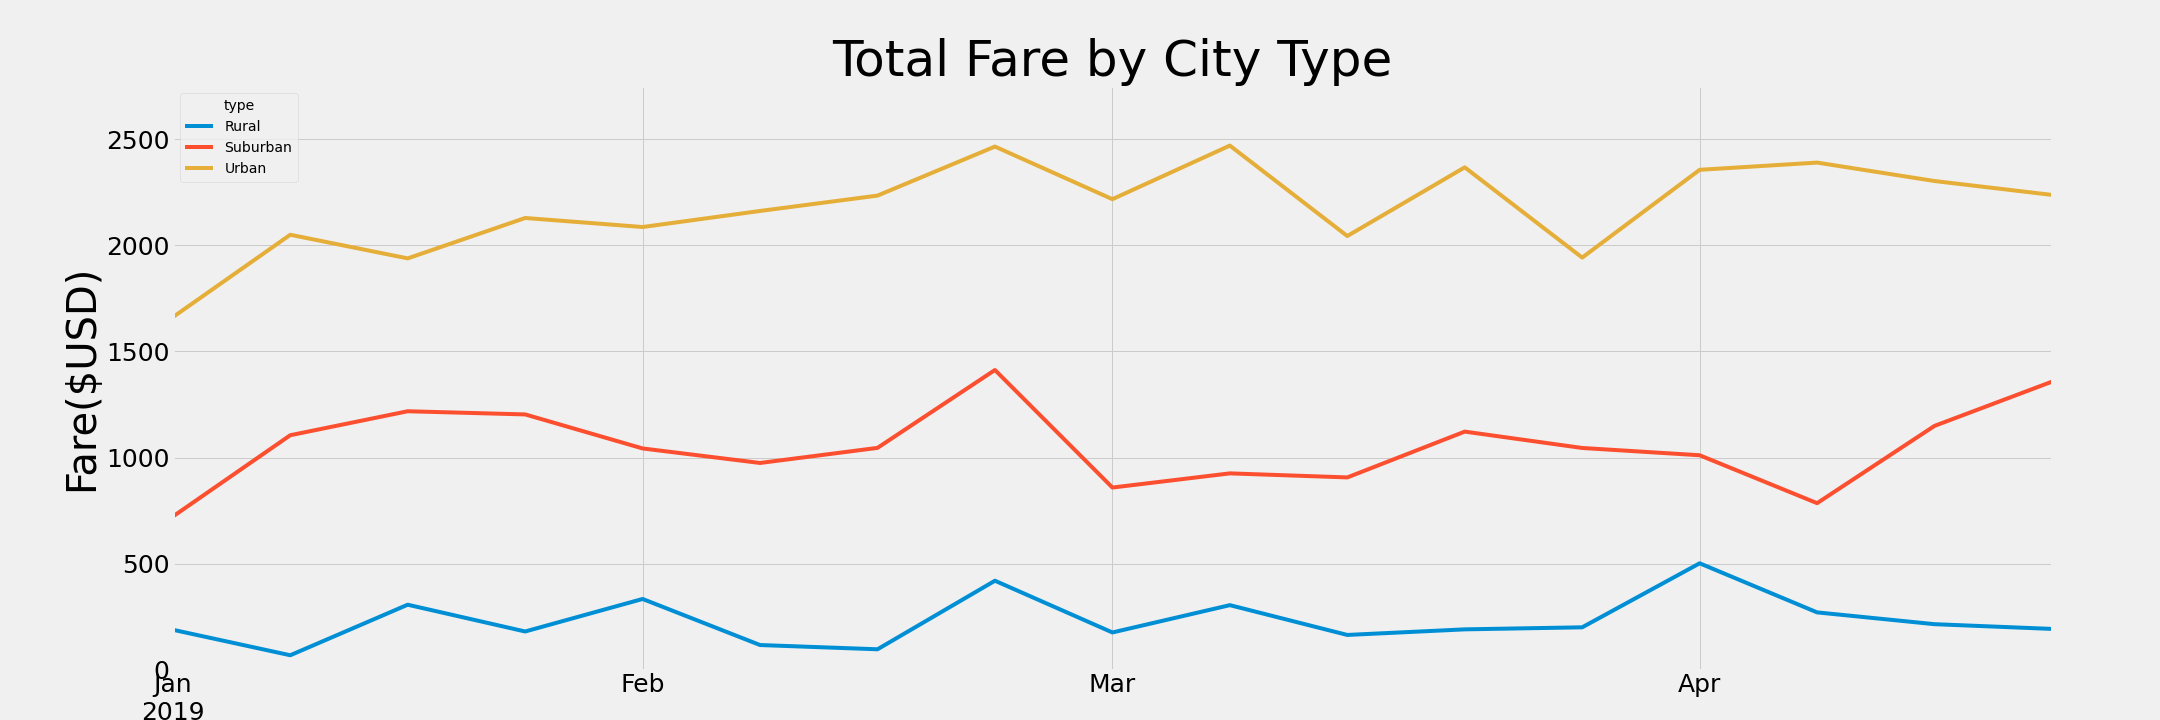 Total Fare by City Type
type
Rural
Suburban
Urban
Fare($USD)
2500
2000
1500
1000
500
0
Jan Feb Mar Apr
2019